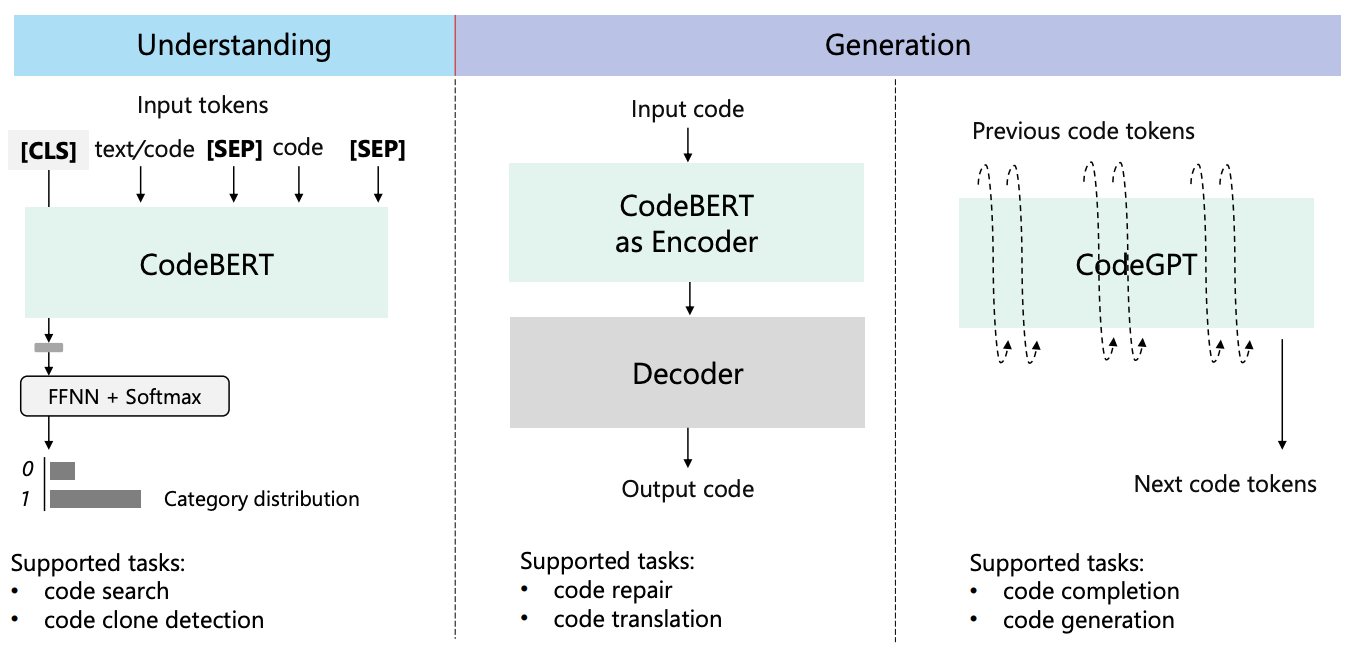 Understanding
Generation
Input tokens
[CLS] text/code [SEP] code [SEP]
CodeBERT
FFNN + Softmax
0
1 Category distribution
Supported tasks:
• code search
• code clone detection
Input code
CodeBERT
as Encoder
Decoder
Output code
Supported tasks:
• code repair
• code translation
Previous code tokens
CodeGPT
Next code tokens
Supported tasks:
• code completion
• code generation